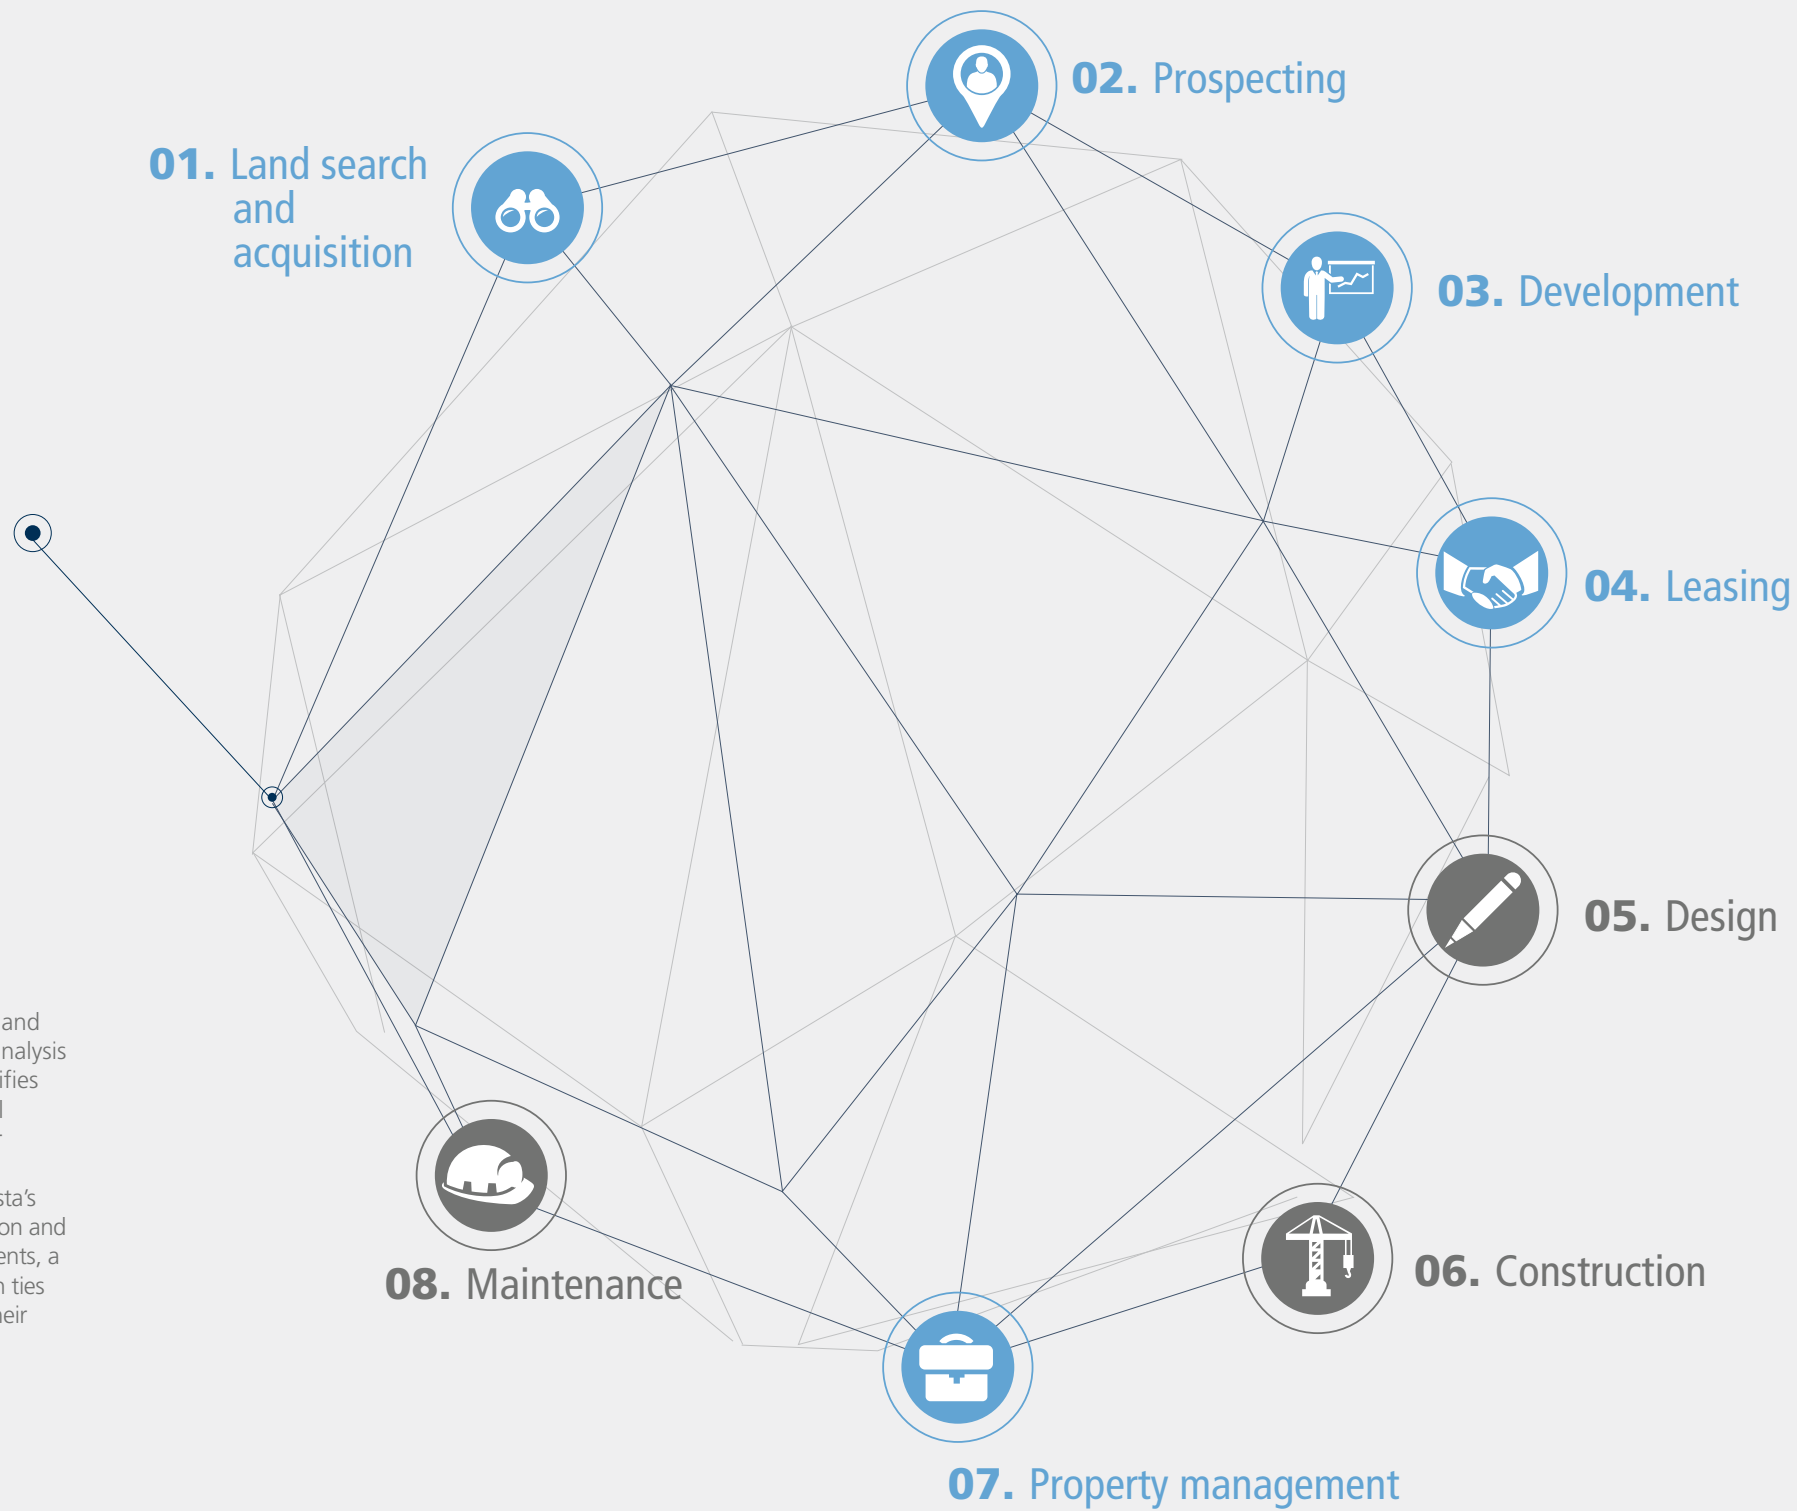 02. Prospecting
01. Land search
and
acquisition
03. Development
04. Leasing
05. Design
and
nalysis
ifies
l
sta's
on and
ents, a
n ties
heir
06. Construction
08. Maintenance
07. Property management